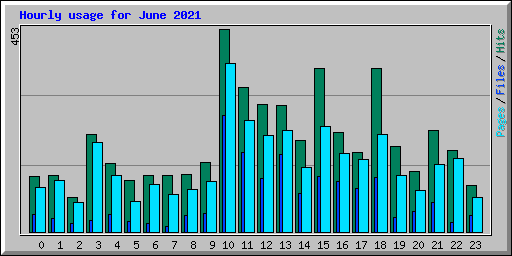 Hourly usage for June 2021
453
Pages / Files / Hits
0 1 2 3 4 5 6 7 8 9 10 11 12 13 14 15 16 17 18 19 20 21 22 23